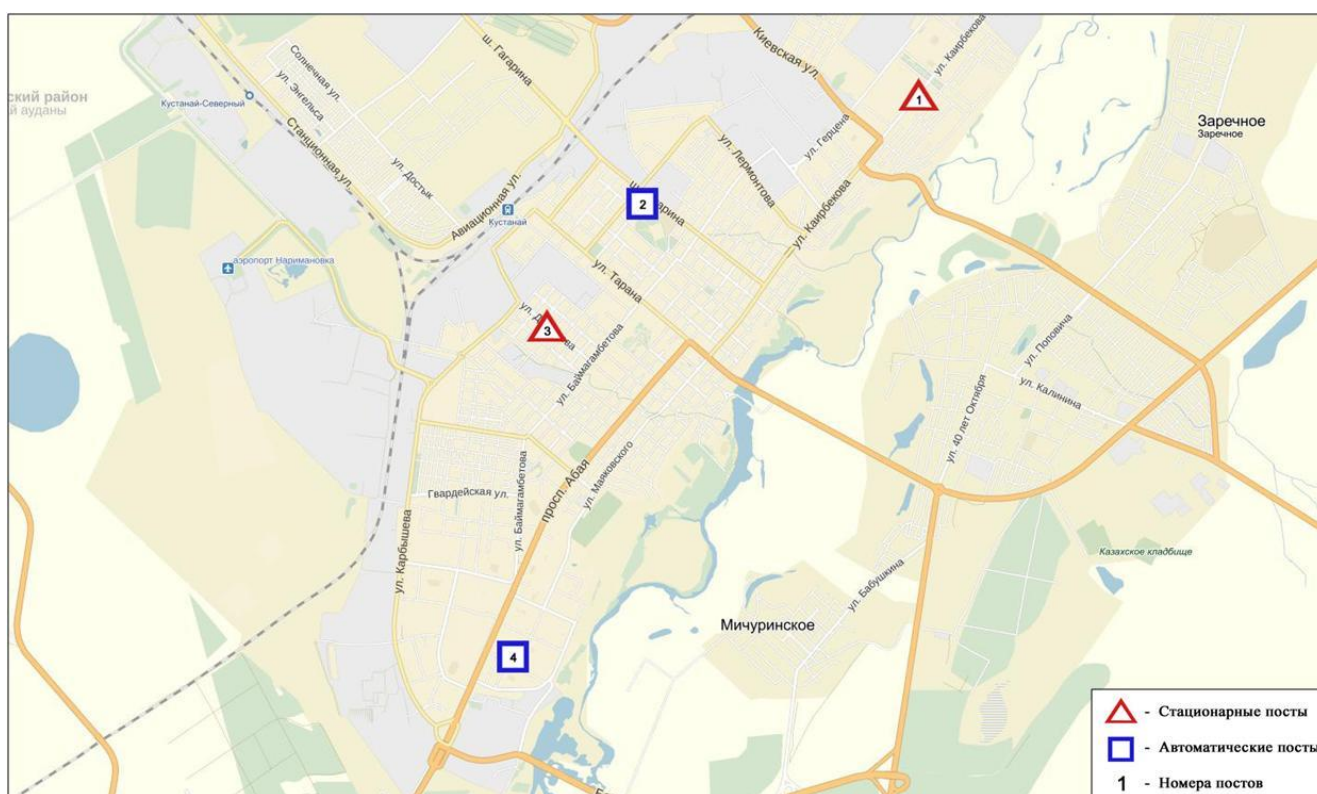 Киевская ул.
ул. Каирбекова
ш. Гагарина
Солнечная ул.
ул. Энгельса
ский район
й ауданы
Кустанай-Северный
1
Заречное
Заречное
ул. Герцена
Станционная ул.
ул. Достык
ул. Лермонтова
2
Авиационная ул.
Кустанай
ул. Каирбекова
аэропорт Наримановка
ул. Тарана
3
ул. Баймагамбетова
ул. Поповича
ул. Калинина
ул. 40 лет Октября
ул. Маяковского
просп. Абая
Гвардейская ул.
ул. Баймагамбетова
ул. Карбышева
Казахское кладбище
ул. Бабушкина
Мичуринское
4
- Стационарные посты
- Автоматические посты
1 - Номера постов